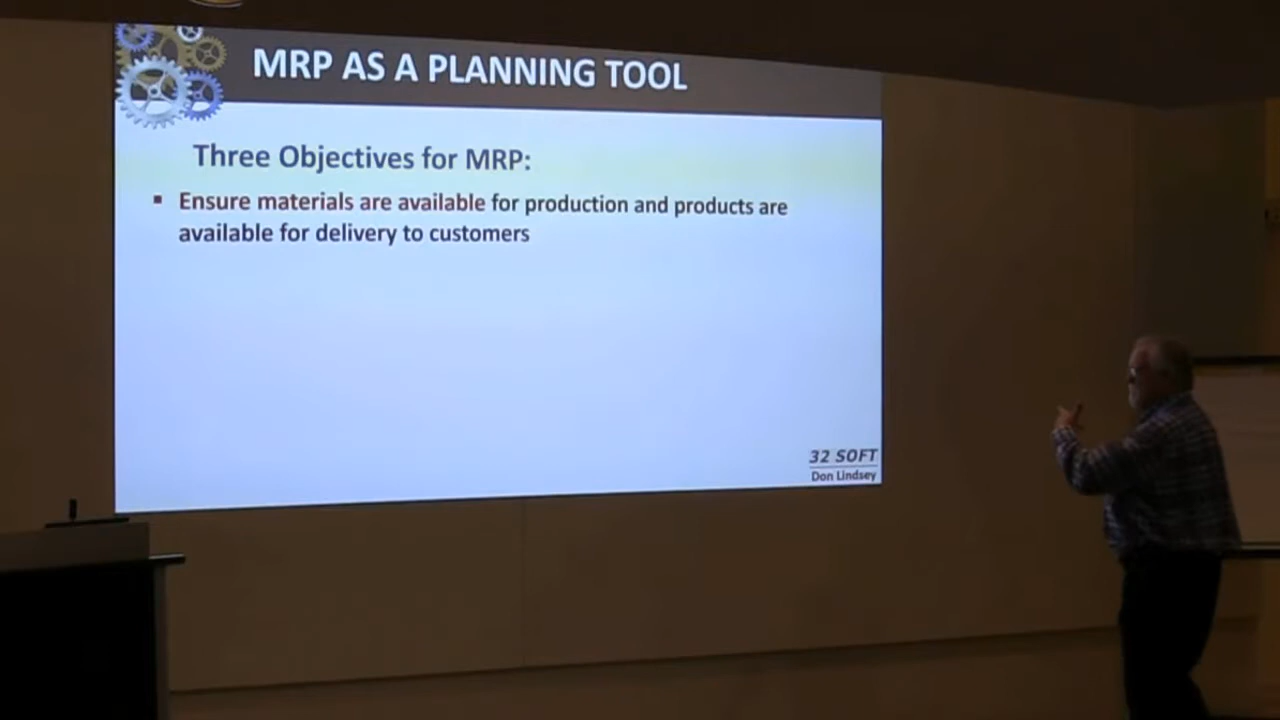 MRP AS A PLANNING TOOL
Three Objectives for MRP:
▪ Ensure materials are available for production and products are
available for delivery to customers
32 SOFT
Don Lindsey